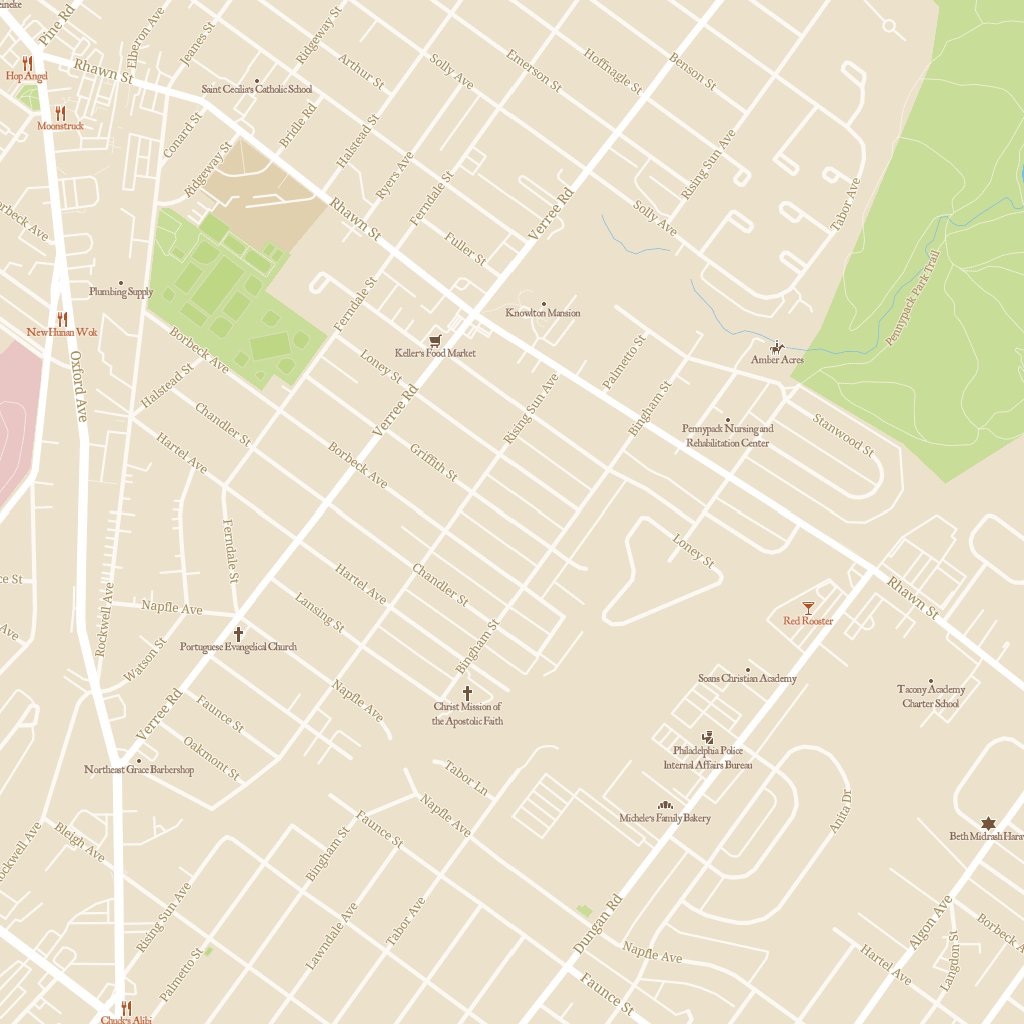 Pine Rd
Elberon Ave
Jeanes St
Ridgeway St
Arthur St
Solly Ave
Emerson St
Hoffnagle St
Benson St
Hop Angel
Rhawn St
Saint Cecilia's Catholic School
Moonstruck
Conard St
Bridle Rd
Halstead St
Ridgeway St
Ryers Ave
Ferndale St
Rising Sun Ave
Tabor Ave
Rhawn St
Verree Rd
Solly Ave
Fuller St
Borbeck Ave
Plumbing Supply
Ferndale St
Knowlton Mansion
Pennypack Park Trail
New Hunan Wok
Borbeck Ave
Keller's Food Market
Amber Acres
Oxford Ave
Loney St
Palmetto St
Halstead St
Verree Rd
Rising Sun Ave
Bingham St
Chandler St
Pennypack Nursing and
Rehabilitation Center
Stanwood St
Hartel Ave
Borbeck Ave
Griffith St
Ferndale St
Loney St
Hartel Ave
Chandler St
Rhawn St
Napfle Ave
Rockwell Ave
Lansing St
Red Rooster
Portuguese Evangelical Church
Watson St
Bingham St
Soans Christian Academy
Tacony Academy
Charter School
Verree Rd
Faunce St
Napfle Ave
Christ Mission of
the Apostolic Faith
Philadelphia Police
Internal Affairs Bureau
Oakmont St
Northeast Grace Barbershop
Tabor Ln
Napfle Ave
Faunce St
Michele's Family Bakery
Anita Dr
Bleigh Ave
Rockwell Ave
Bingham St
Rising Sun Ave
Lawndale Ave
Tabor Ave
Dungan Rd
Napfle Ave
Algon Ave
Borbeck A
Hartel Ave
Langdon St
Palmetto St
Faunce St
Chuck's Alibi